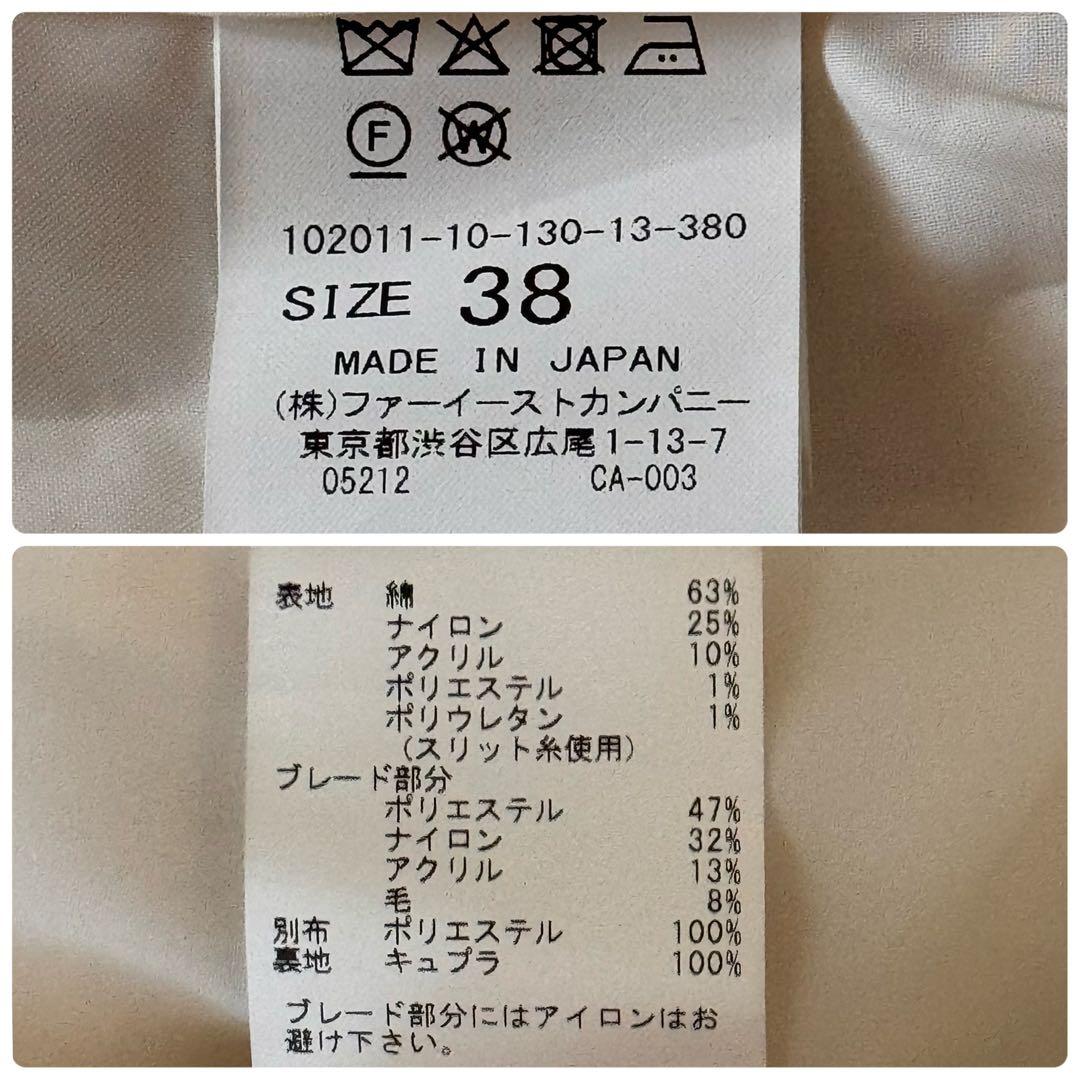 F W
102011-10-130-13-380
SIZE 38
MADE IN JAPAN
(株)ファーイーストカンパニー
東京都渋谷区広尾1-13-7
05212 CA-003
表地 綿 63%
ナイロン 25%
アクリル 10%
ポリエステル 1%
ポリウレタン 1%
(スリット糸使用)
ブレード部分
ポリエステル 47%
ナイロン 32%
アクリル 13%
毛 8%
別布 ポリエステル 100%
裏地 キュプラ 100%
ブレード部分にはアイロンはお
避け下さい。